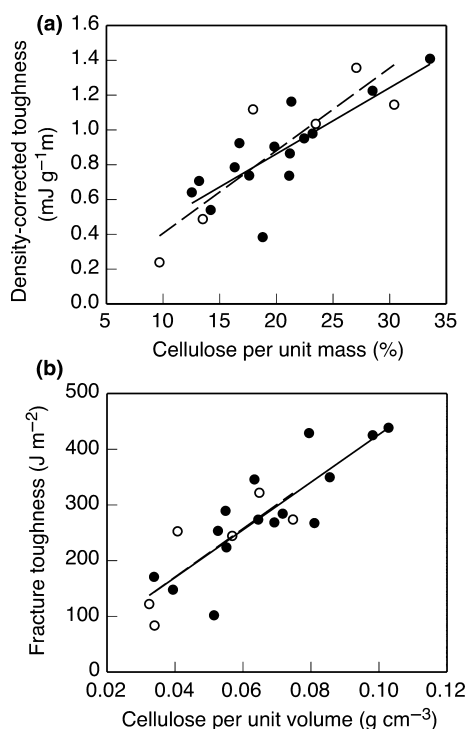 (a)
Density-corrected toughness
(mJ g⁻¹m)
1.6
1.4
1.2
1.0
0.8
0.6
0.4
0.2
0.0
5 10 15 20 25 30 35
Cellulose per unit mass (%)
(b)
Fracture toughness (J m⁻²)
500
400
300
200
100
0
0.02 0.04 0.06 0.08 0.10 0.12
Cellulose per unit volume (g cm⁻³)